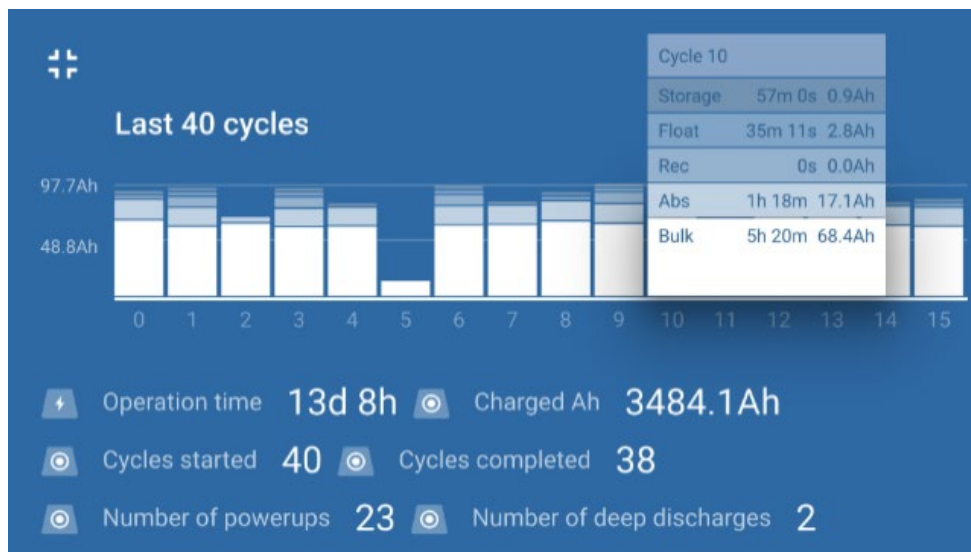 Cycle 10
Storage 57m 0s 0.9Ah
Last 40 cycles
Float 35m 11s 2.8Ah
Rec 0s 0.0Ah
97.7Ah
Abs 1h 18m 17.1Ah
Bulk 5h 20m 68.4Ah
48.8Ah
0 1 2 3 4 5 6 7 8 9 10 11 12 13 14 15
Operation time 13d 8h Charged Ah 3484.1Ah
Cycles started 40 Cycles completed 38
Number of powerups 23 Number of deep discharges 2